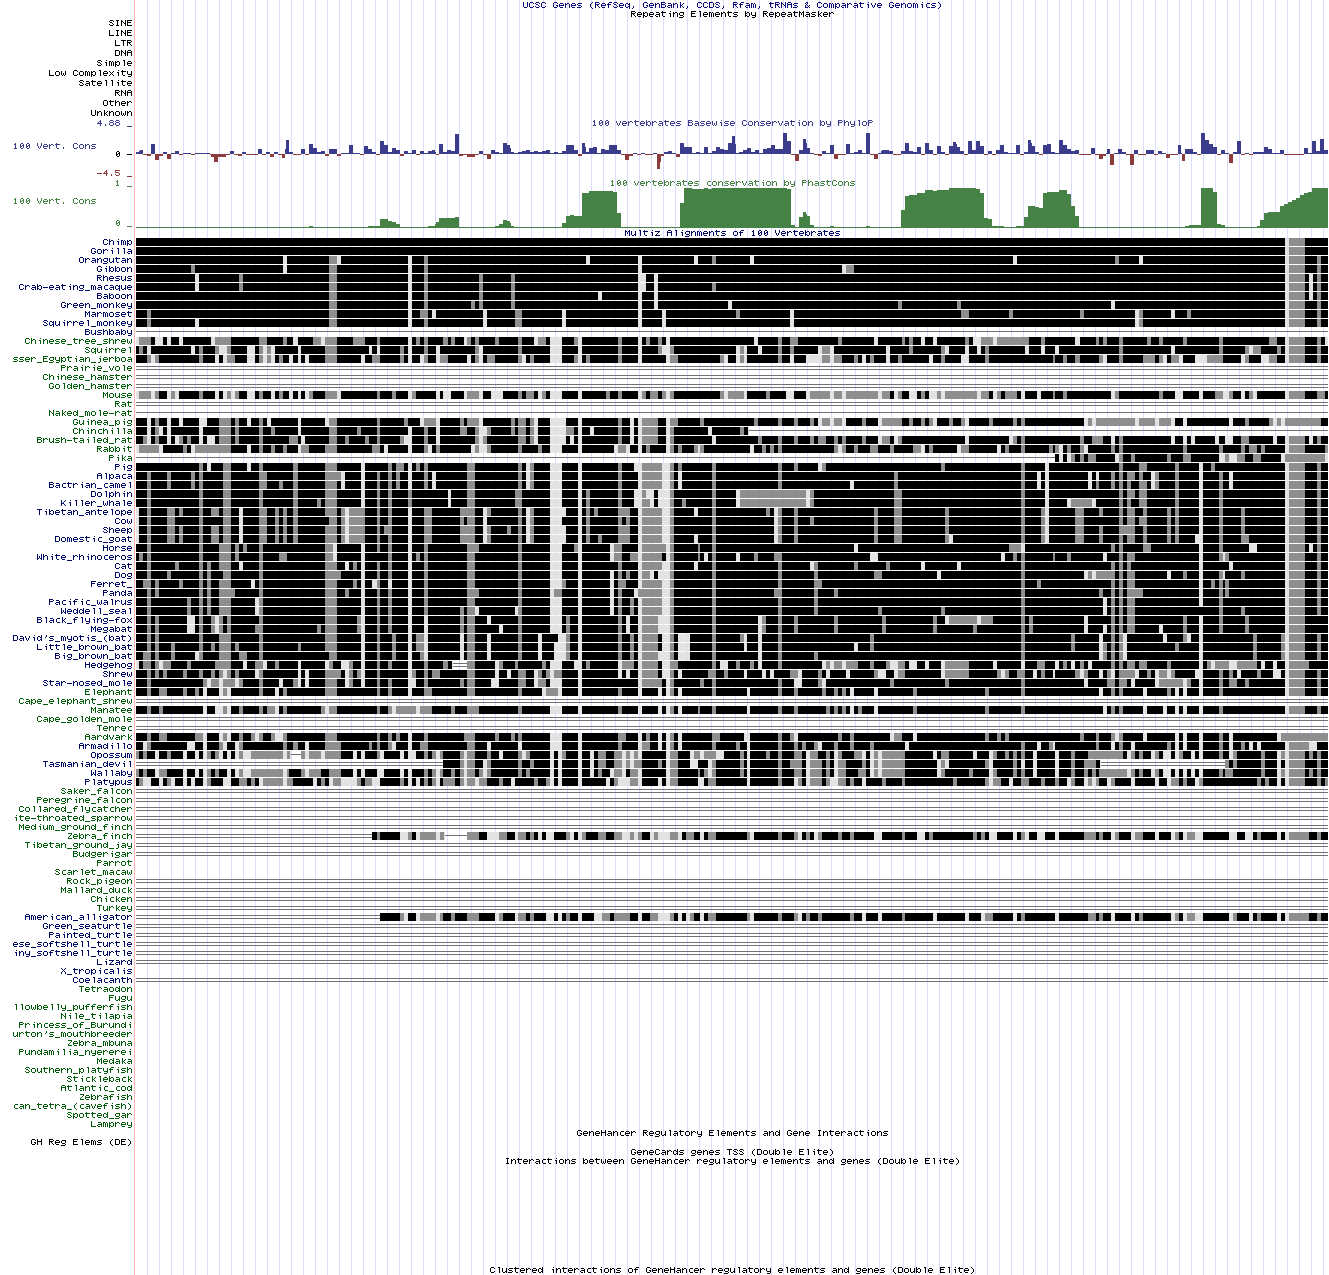 UCSC Genes (RefSeq, GenBank, CCDS, Rfam, tRNAs & Comparative Genomics)
Repeating Elements by RepeatMasker
SINE
LINE
LTR
DNA
Simple
Low Complexity
Satellite
RNA
Other
Unknown
4.88 _
100 vertebrates Basewise Conservation by PhyloP
100 Vert. Cons
0 _
-4.5 _
1 _
100 vertebrates conservation by PhastCons
100 Vert. Cons
0 _
Multiz Alignments of 100 Vertebrates
Chimp
Gorilla
Orangutan
Gibbon
Rhesus
Crab-eating_macaque
Baboon
Green_monkey
Marmoset
Squirrel_monkey
Bushbaby
Chinese_tree_shrew
Squirrel
sser_Egyptian_jerboa
Prairie_vole
Chinese_hamster
Golden_hamster
Mouse
Rat
Naked_mole-rat
Guinea_pig
Chinchilla
Brush-tailed_rat
Rabbit
Pika
Pig
Alpaca
Bactrian_camel
Dolphin
Killer_whale
Tibetan_antelope
Cow
Sheep
Domestic_goat
Horse
White_rhinoceros
Cat
Dog
Ferret_
Panda
Pacific_walrus
Weddell_seal
Black_flying-fox
Megabat
David's_myotis_(bat)
Little_brown_bat
Big_brown_bat
Hedgehog
Shrew
Star-nosed_mole
Elephant
Cape_elephant_shrew
Manatee
Cape_golden_mole
Tenrec
Aardvark
Armadillo
Opossum
Tasmanian_devil
Wallaby
Platypus
Saker_falcon
Peregrine_falcon
Collared_flycatcher
ite-throated_sparrow
Medium_ground_finch
Zebra_finch
Tibetan_ground_jay
Budgerigar
Parrot
Scarlet_macaw
Rock_pigeon
Mallard_duck
Chicken
Turkey
American_alligator
Green_seaturtle
Painted_turtle
ese_softshell_turtle
iny_softshell_turtle
Lizard
X_tropicalis
Coelacanth
Tetraodon
Fugu
llowbelly_pufferfish
Nile_tilapia
Princess_of_Burundi
urton's_mouthbreeder
Zebra_mbuna
Pundamilia_nyererei
Medaka
Southern_platyfish
Stickleback
Atlantic_cod
Zebrafish
can_tetra_(cavefish)
Spotted_gar
Lamprey
GeneHancer Regulatory Elements and Gene Interactions
GH Reg Elems (DE)
GeneCards genes TSS (Double Elite)
Interactions between GeneHancer regulatory elements and genes (Double Elite)
Clustered interactions of GeneHancer regulatory elements and genes (Double Elite)